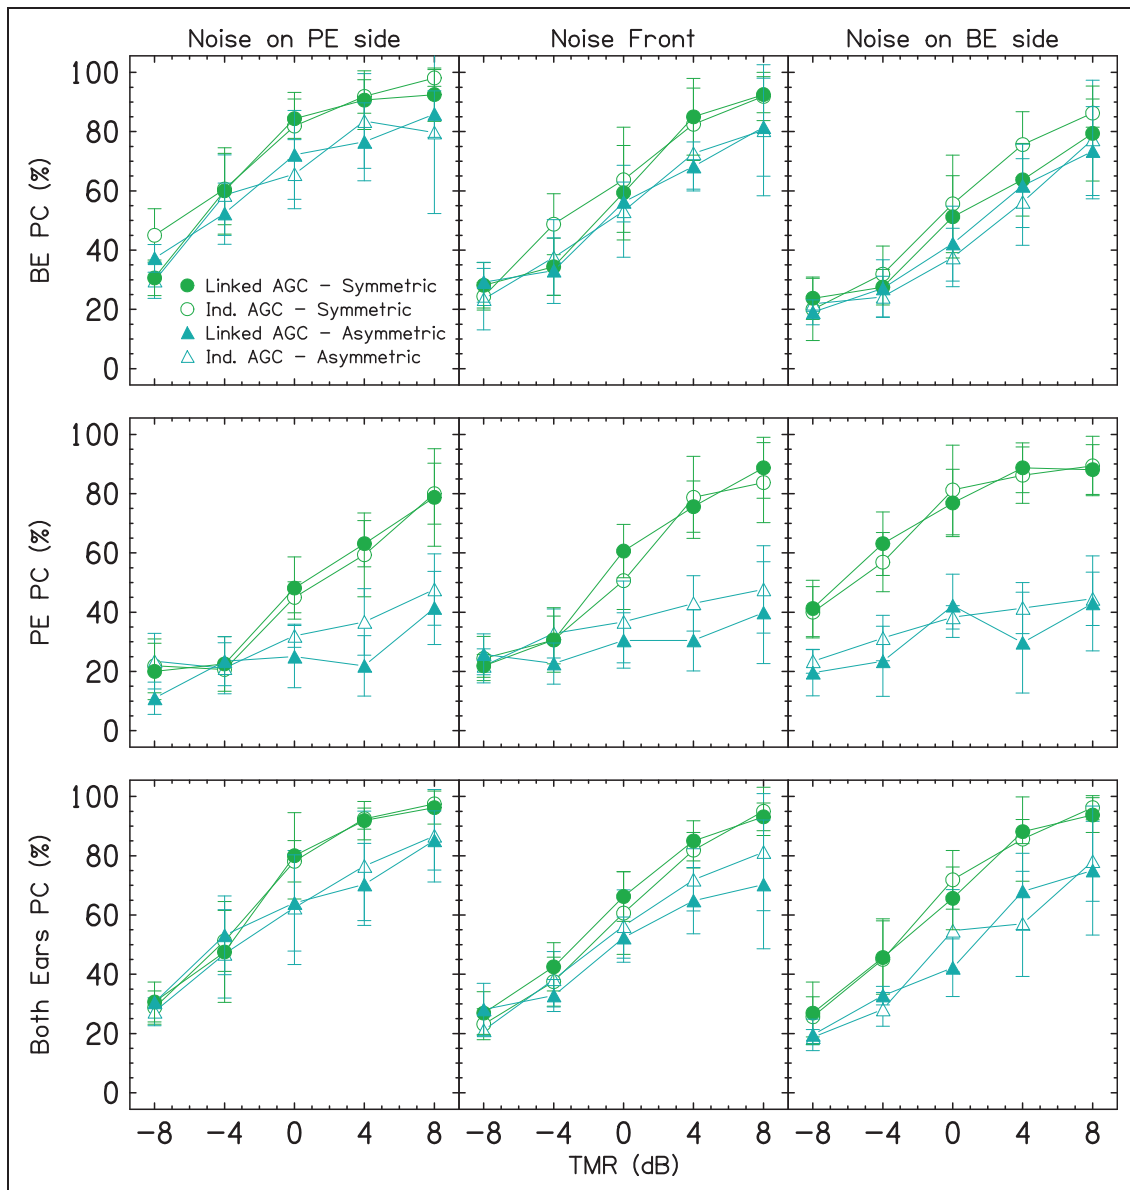 Noise on PE side
Noise Front
Noise on BE side
BE PC (%)
100
80
60
40
20
0
Linked AGC – Symmetric
Ind. AGC – Symmetric
Linked AGC – Asymmetric
Ind. AGC – Asymmetric
PE PC (%)
100
80
60
40
20
0
Both Ears PC (%)
100
80
60
40
20
0
−8 −4 0 4 8 −8 −4 0 4 8 −8 −4 0 4 8
TMR (dB)